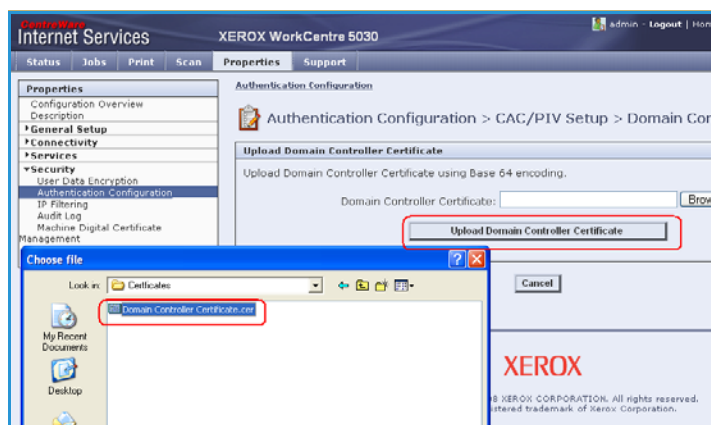 CentreWare
Internet Services
XEROX WorkCentre 5030
admin - Logout | Hom
Status Jobs Print Scan Properties Support
Properties
Configuration Overview
Description
General Setup
Connectivity
Services
Security
User Data Encryption
Authentication Configuration
IP Filtering
Audit Log
Machine Digital Certificate
Management
Authentication Configuration
Authentication Configuration > CAC/PIV Setup > Domain Con
Upload Domain Controller Certificate
Upload Domain Controller Certificate using Base 64 encoding.
Domain Controller Certificate:
Brow
Upload Domain Controller Certificate
Cancel
Choose file
Look in: Certificates
Domain Controller Certificate.cer
My Recent
Documents
Desktop
XEROX
8 XEROX CORPORATION. All rights reserved.
istered trademark of Xerox Corporation.